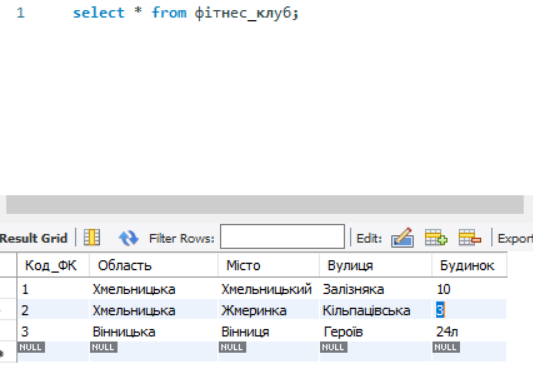 1 select * from фітнес_клуб;
Result Grid Filter Rows: Edit: Export
Код_ФК Область Місто Вулиця Будинок
1 Хмельницька Хмельницький Залізняка 10
2 Хмельницька Жмеринка Кільпацівська 3
3 Вінницька Вінниця Героїв 24л
NULL NULL NULL NULL NULL